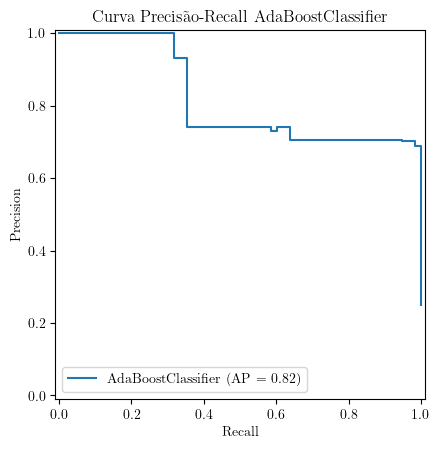 Curva Precisão-Recall AdaBoostClassifier
1.0
0.8
0.6
0.4
0.2
0.0
Precision
AdaBoostClassifier (AP = 0.82)
0.0 0.2 0.4 0.6 0.8 1.0
Recall